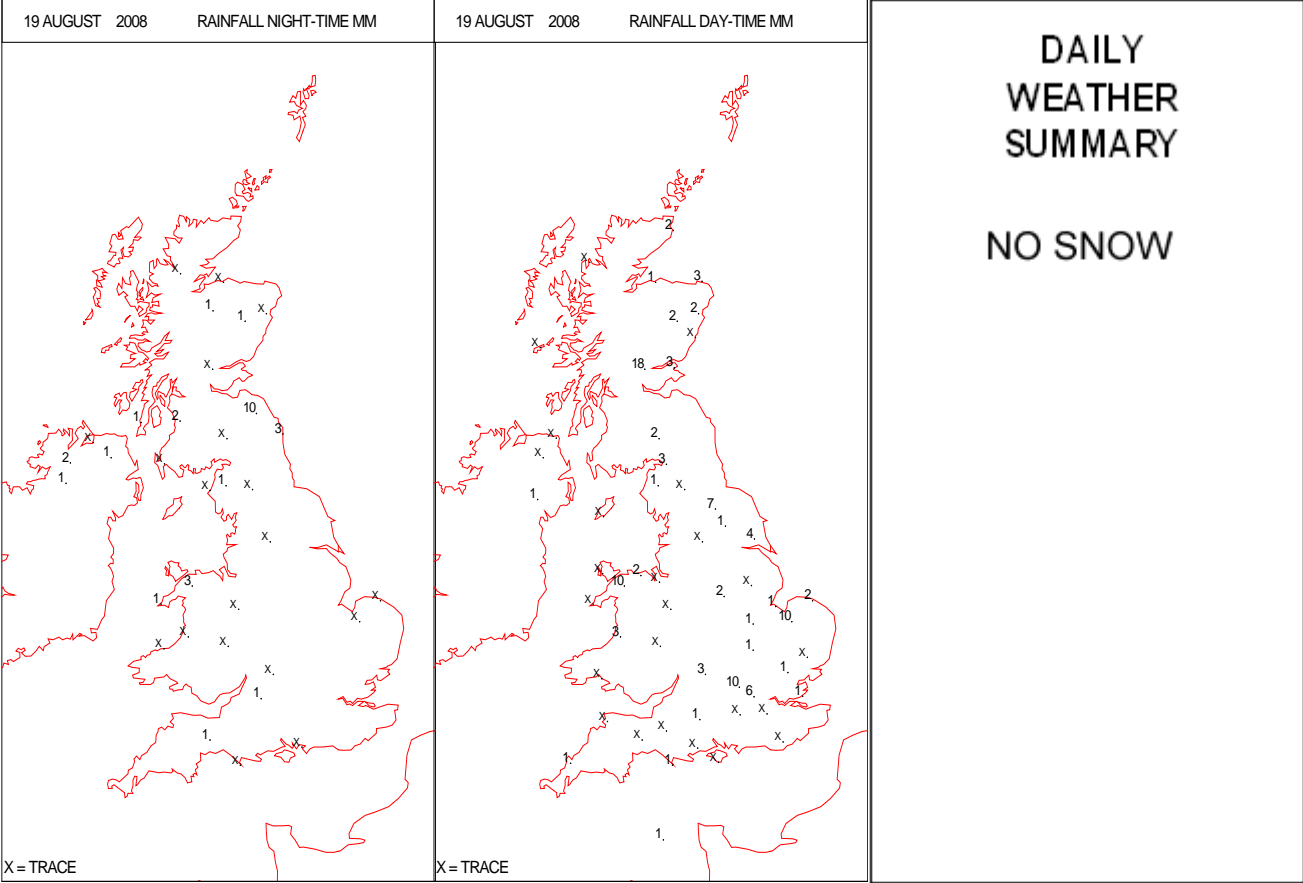 19 AUGUST 2008 RAINFALL NIGHT-TIME MM
X.
X.
1. X.
1.
X.
10.
1. 2. 3.
X. X.
1. X
2.
1. X. 1. X.
X.
3.
1. X. X.
X.
X. X. X.
X.
1.
1. X.
X.
X = TRACE
19 AUGUST 2008 RAINFALL DAY-TIME MM
2.
X.
1. 3.
2. 2.
X.
X.
18. 3.
X. 2.
X. 3.
1. X.
1.
X. 7.
1.
X. 4.
X. 2.
10. X. X.
X. X. 2. 1. 2.
1. 10.
3. X. 1. X.
X. 3. 1.
10. 6. 1.
X. 1. X. X.
X. X. X. X.
1. 1. X.
1.
X = TRACE
DAILY
WEATHER
SUMMARY
NO SNOW